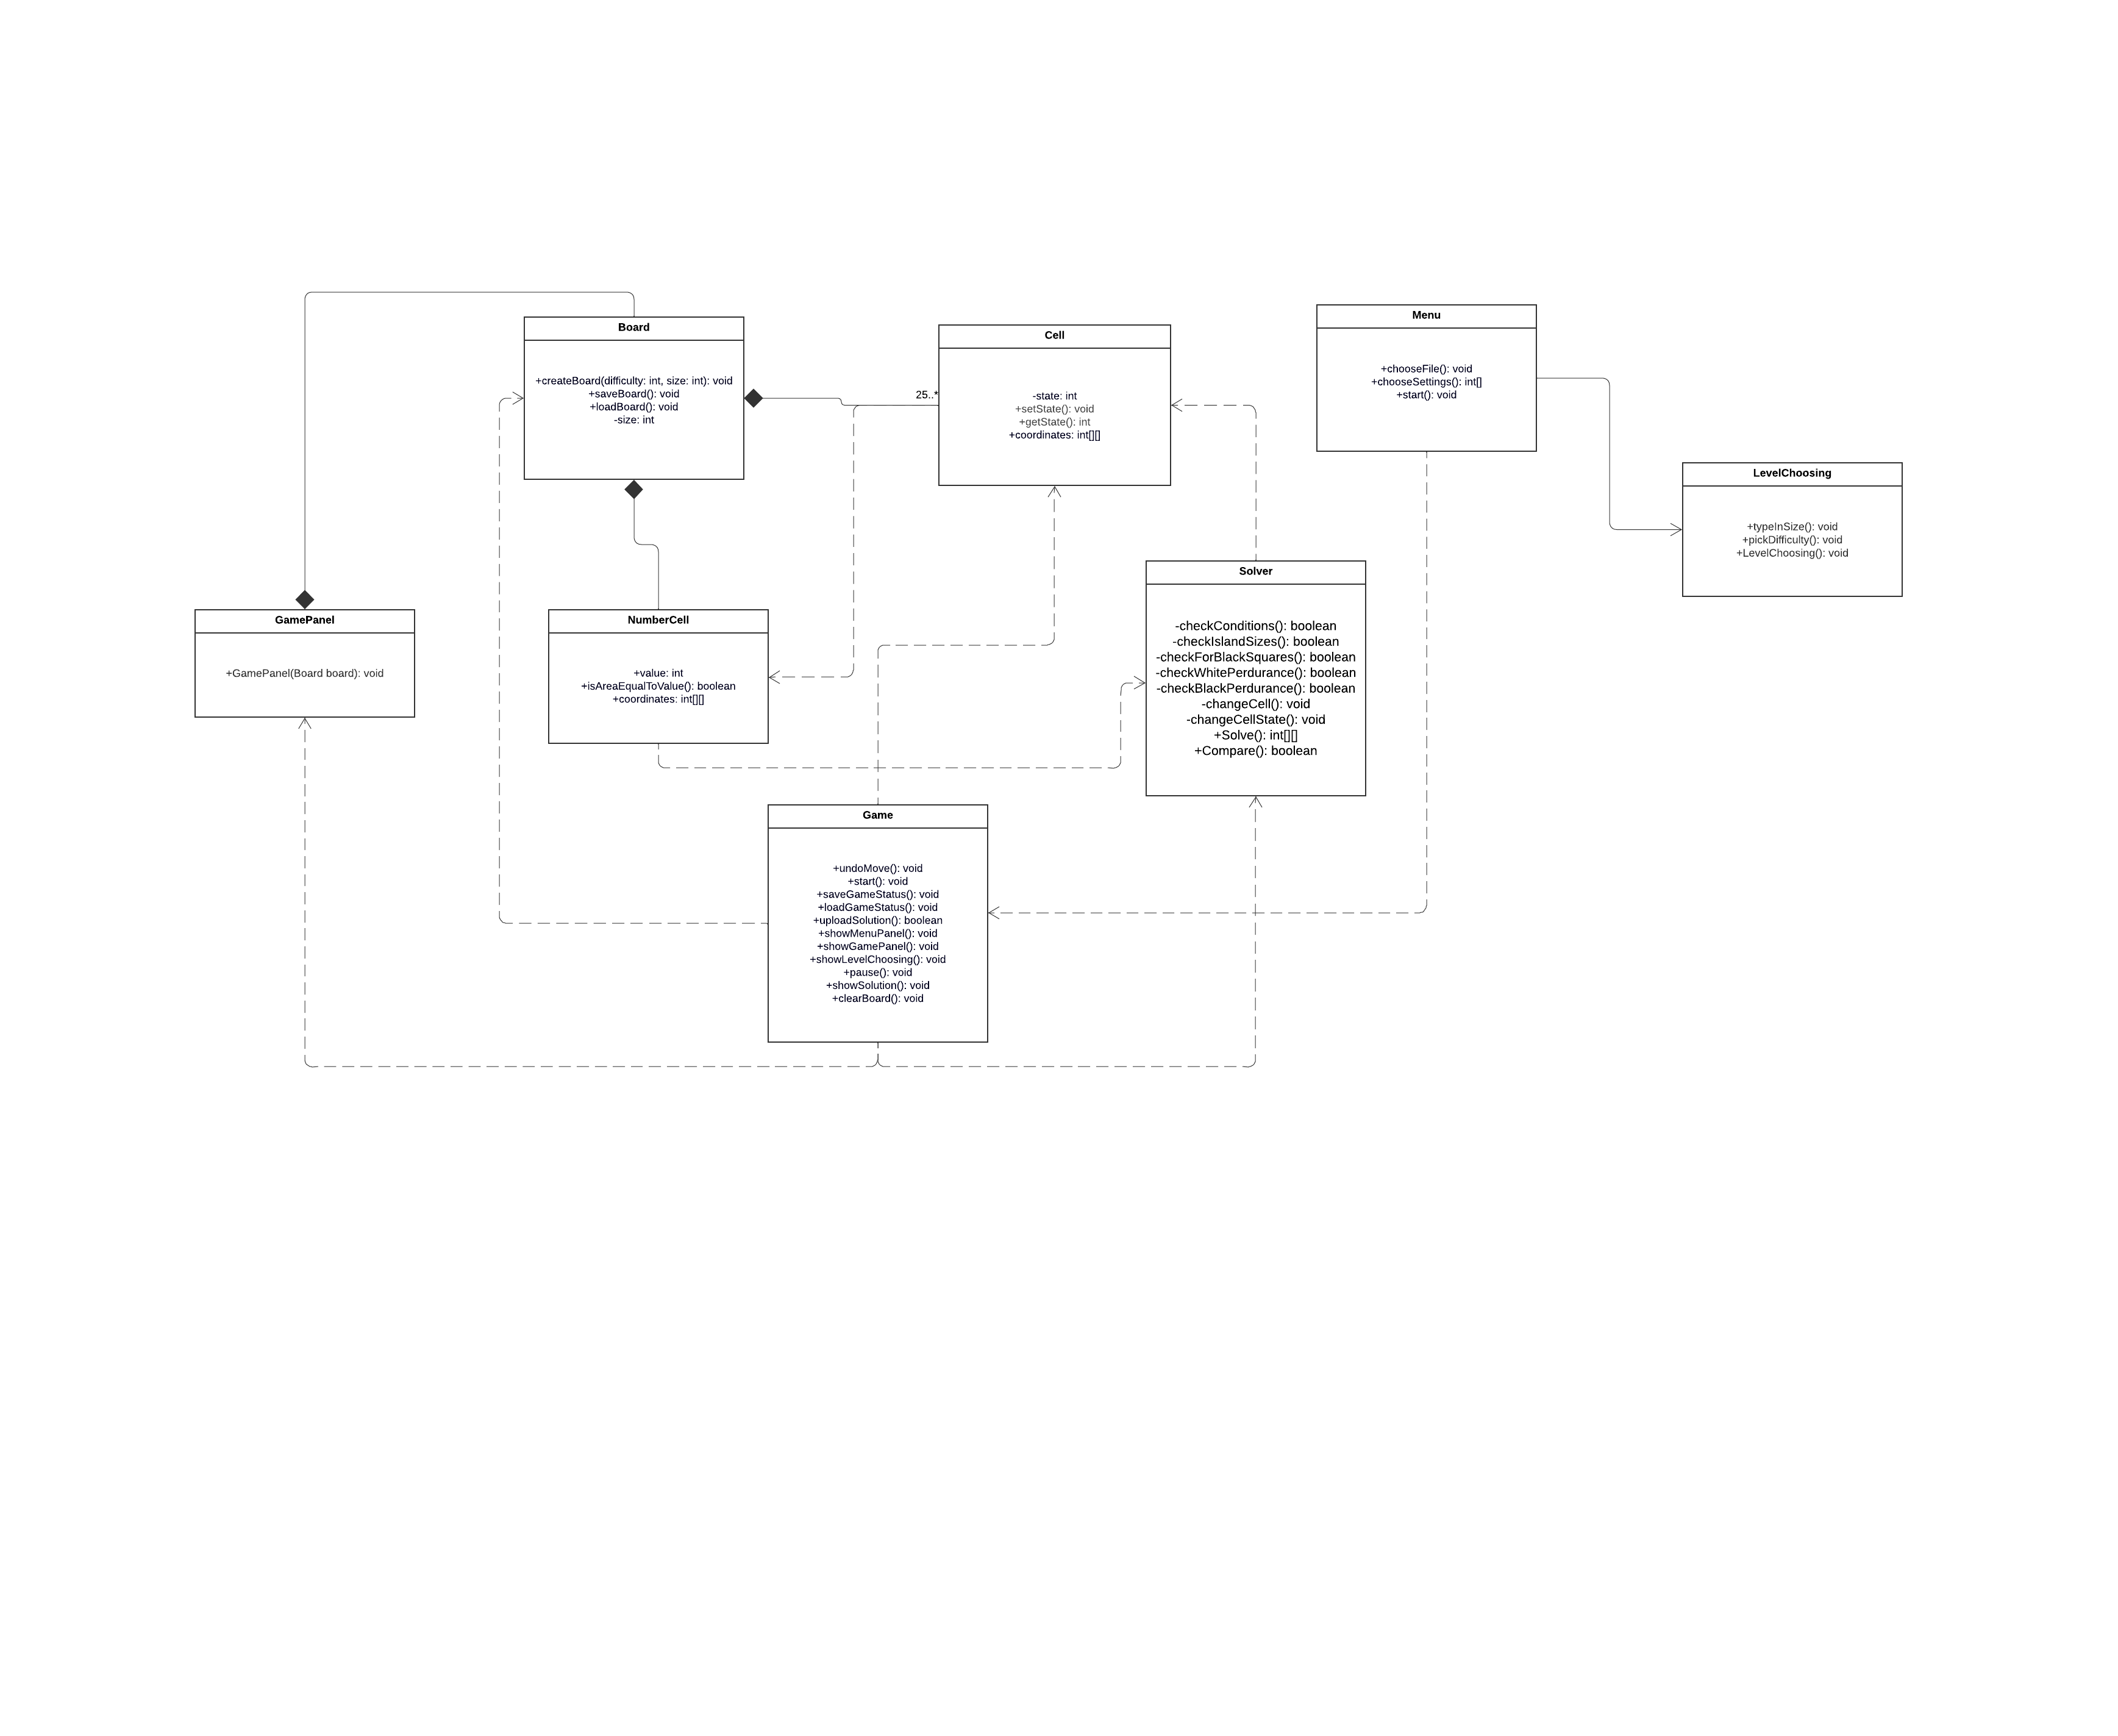 Board
+createBoard(difficulty: int, size: int): void
+saveBoard(): void
+loadBoard(): void
-size: int
25..*
Cell
-state: int
+setState(): void
+getState(): int
+coordinates: int[][]
Menu
+chooseFile(): void
+chooseSettings(): int[]
+start(): void
LevelChoosing
+typeInSize(): void
+pickDifficulty(): void
+LevelChoosing(): void
GamePanel
+GamePanel(Board board): void
NumberCell
+value: int
+isAreaEqualToValue(): boolean
+coordinates: int[][]
Solver
-checkConditions(): boolean
-checkIslandSizes(): boolean
-checkForBlackSquares(): boolean
-checkWhitePerdurance(): boolean
-checkBlackPerdurance(): boolean
-changeCell(): void
-changeCellState(): void
+Solve(): int[][]
+Compare(): boolean
Game
+undoMove(): void
+start(): void
+saveGameStatus(): void
+loadGameStatus(): void
+uploadSolution(): boolean
+showMenuPanel(): void
+showGamePanel(): void
+showLevelChoosing(): void
+pause(): void
+showSolution(): void
+clearBoard(): void